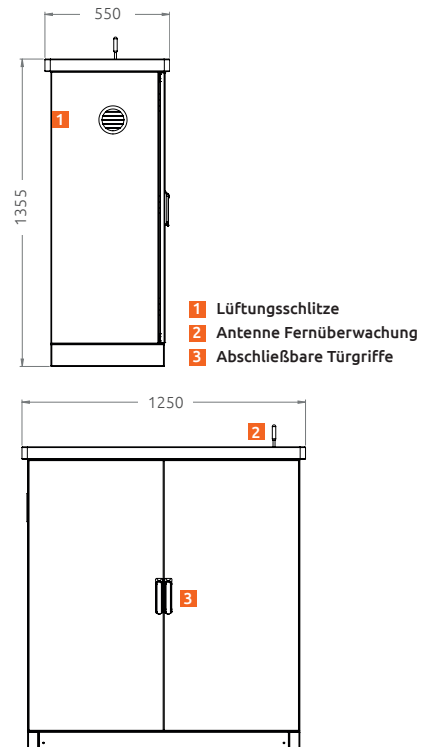 550
1
1355
1 Lüftungsschlitze
2 Antenne Fernüberwachung
3 Abschließbare Türgriffe
1250
2
3